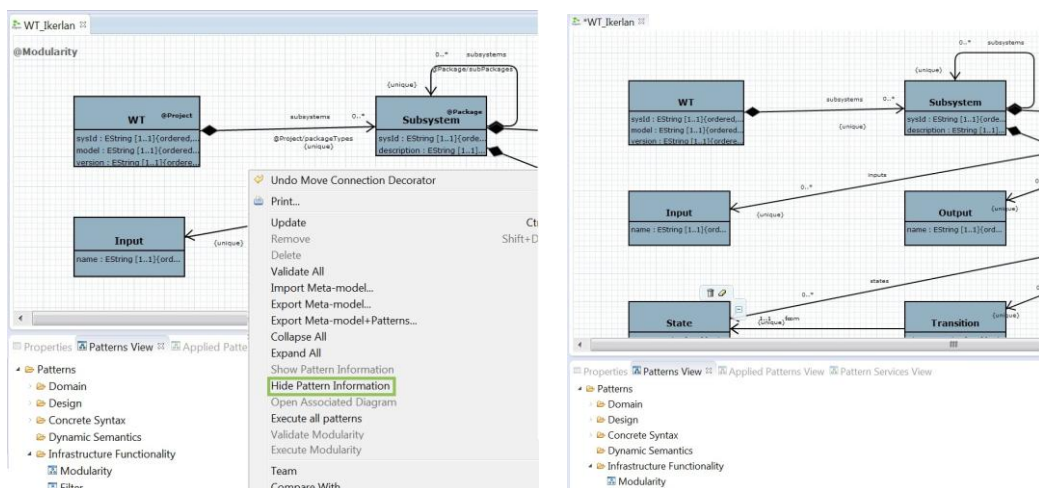 WT_Ikerlan
@Modularity
0..* subsystems
@Package/subPackages
{unique}
@Project
WT
sysId : EString [1..1]{ordered,...
model : EString [1..1]{ordered...
version : EString [1..1]{ordere...
subsystems 0..*
@Project/packageTypes
{unique}
@Package
Subsystem
sysId : EString [1..1]{ordere...
description : EString [1..1]...
Input
name : EString [1..1]{ord...
{unique}
Undo Move Connection Decorator
Print...
Update Ct
Remove Shift+D
Delete
Validate All
Import Meta-model...
Export Meta-model...
Export Meta-model+Patterns...
Collapse All
Expand All
Show Pattern Information
Hide Pattern Information
Open Associated Diagram
Execute all patterns
Validate Modularity
Execute Modularity
Team
Compare With
Properties Patterns View Applied Patte
Patterns
Domain
Design
Concrete Syntax
Dynamic Semantics
Infrastructure Functionality
Modularity
Filter
*WT_Ikerlan
0..* subsystems
{unique}
WT
sysId : EString [1..1]{ordered,...
model : EString [1..1]{ordered...
version : EString [1..1]{ordere...
subsystems 0..*
{unique}
Subsystem
sysId : EString [1..1]{orde...
description : EString [1..1]...
inputs
0..*
{unique}
Input
name : EString [1..1]{ord...
Output
name : EString [1..1]{ord...
{unique}
states
0..*
State
{unique}
Transition
{unique}
Properties Patterns View Applied Patterns View Pattern Services View
Patterns
Domain
Design
Concrete Syntax
Dynamic Semantics
Infrastructure Functionality
Modularity